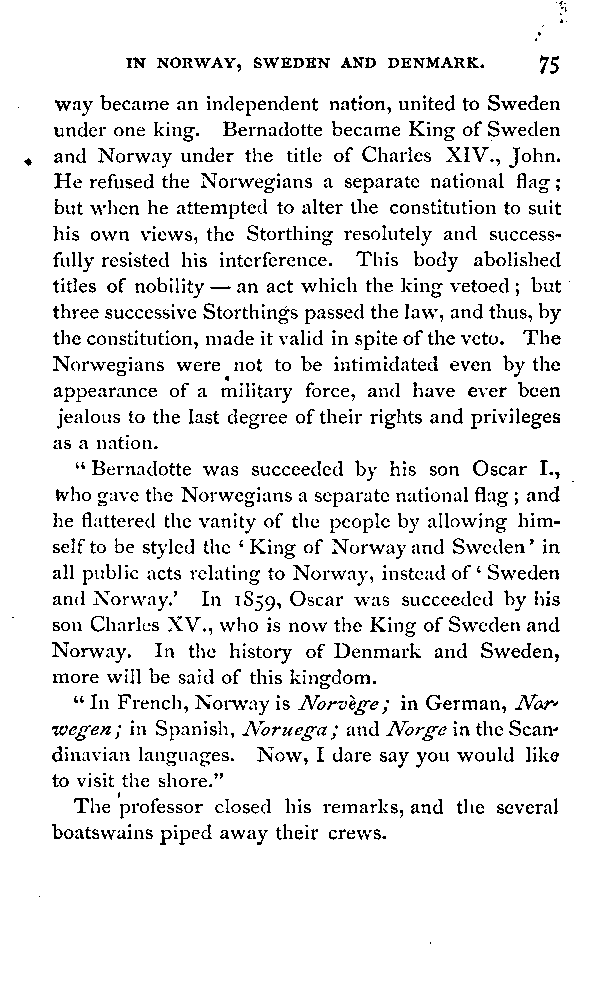 IN NORWAY, SWEDEN AND DENMARK. 75
way became an independent nation, united to Sweden
under one king. Bernadotte became King of Sweden
and Norway under the title of Charles XIV., John.
He refused the Norwegians a separate national flag;
but when he attempted to alter the constitution to suit
his own views, the Storthing resolutely and success-
fully resisted his interference. This body abolished
titles of nobility — an act which the king vetoed; but
three successive Storthings passed the law, and thus, by
the constitution, made it valid in spite of the veto. The
Norwegians were not to be intimidated even by the
appearance of a military force, and have ever been
jealous to the last degree of their rights and privileges
as a nation.
"Bernadotte was succeeded by his son Oscar I.,
who gave the Norwegians a separate national flag; and
he flattered the vanity of the people by allowing him-
self to be styled the 'King of Norway and Sweden' in
all public acts relating to Norway, instead of 'Sweden
and Norway.' In 1859, Oscar was succeeded by his
son Charles XV., who is now the King of Sweden and
Norway. In the history of Denmark and Sweden,
more will be said of this kingdom.
"In French, Norway is Norvège; in German, Nor-
wegen; in Spanish, Noruega; and Norge in the Scan-
dinavian languages. Now, I dare say you would like
to visit the shore."
The professor closed his remarks, and the several
boatswains piped away their crews.